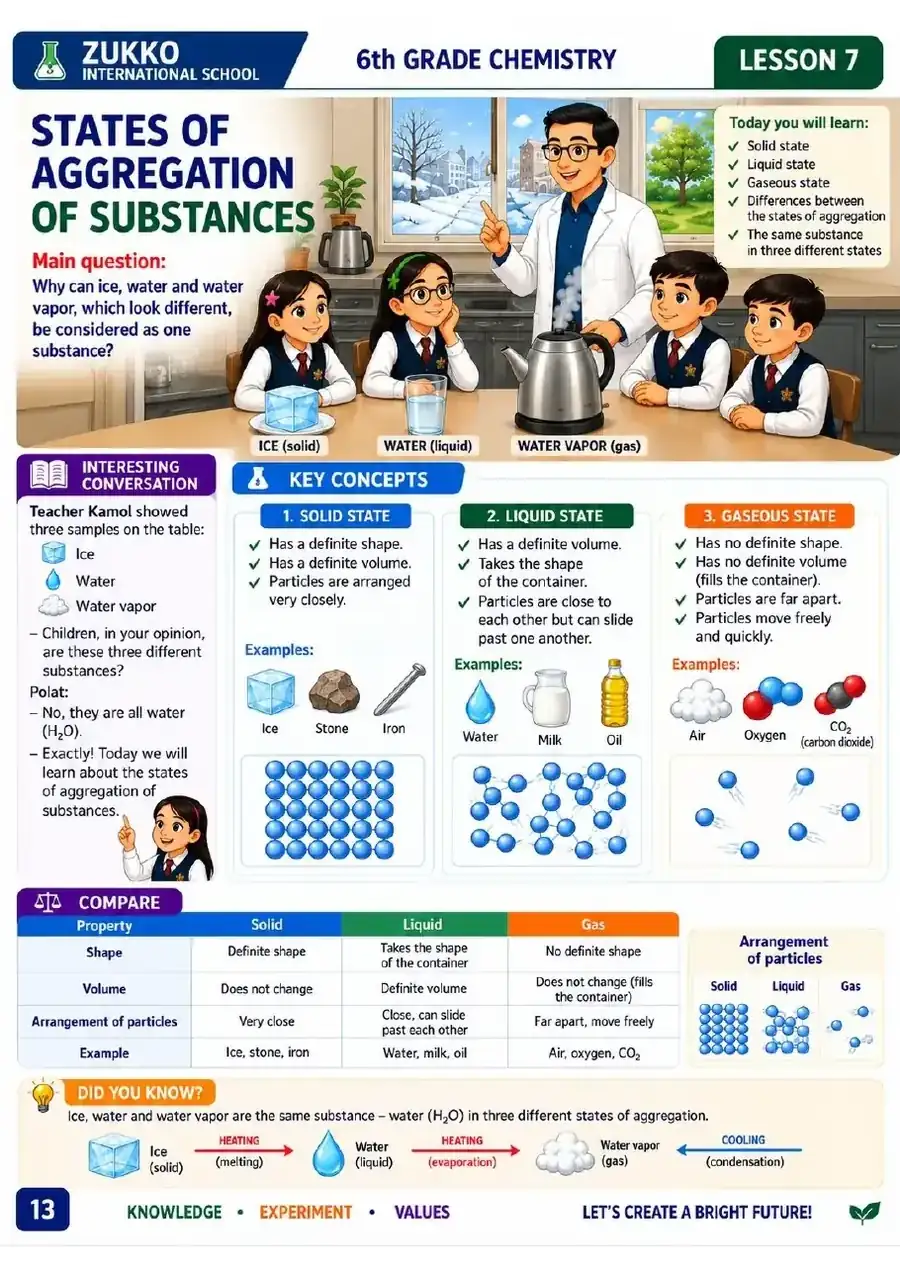 ZUKKO
INTERNATIONAL SCHOOL
6th GRADE CHEMISTRY
LESSON 7
STATES OF
AGGREGATION
OF SUBSTANCES
Main question:
Why can ice, water and water
vapor, which look different,
be considered as one
substance?
Today you will learn:
✓ Solid state
✓ Liquid state
✓ Gaseous state
✓ Differences between
the states of aggregation
✓ The same substance
in three different states
ICE (solid)
WATER (liquid)
WATER VAPOR (gas)
INTERESTING
CONVERSATION
Teacher Kamol showed
three samples on the table:
Ice
Water
Water vapor
– Children, in your opinion,
are these three different
substances?
Polat:
– No, they are all water
(H₂O).
– Exactly! Today we will
learn about the states
of aggregation of
substances.
KEY CONCEPTS
1. SOLID STATE
✓ Has a definite shape.
✓ Has a definite volume.
✓ Particles are arranged
very closely.
Examples:
Ice
Stone
Iron
2. LIQUID STATE
✓ Has a definite volume.
✓ Takes the shape
of the container.
✓ Particles are close to
each other but can slide
past one another.
Examples:
Water
Milk
Oil
3. GASEOUS STATE
✓ Has no definite shape.
✓ Has no definite volume
(fills the container).
✓ Particles are far apart.
✓ Particles move freely
and quickly.
Examples:
Air
Oxygen
CO₂
(carbon dioxide)
COMPARE
Property Solid Liquid Gas
Shape Definite shape Takes the shape of the container No definite shape
Volume Does not change Definite volume Does not change (fills the container)
Arrangement of particles Very close Close, can slide past each other Far apart, move freely
Example Ice, stone, iron Water, milk, oil Air, oxygen, CO₂
Arrangement
of particles
Solid Liquid Gas
DID YOU KNOW?
Ice, water and water vapor are the same substance – water (H₂O) in three different states of aggregation.
Ice
(solid)
HEATING
(melting)
Water
(liquid)
HEATING
(evaporation)
Water vapor
(gas)
COOLING
(condensation)
13
KNOWLEDGE • EXPERIMENT • VALUES
LET'S CREATE A BRIGHT FUTURE!